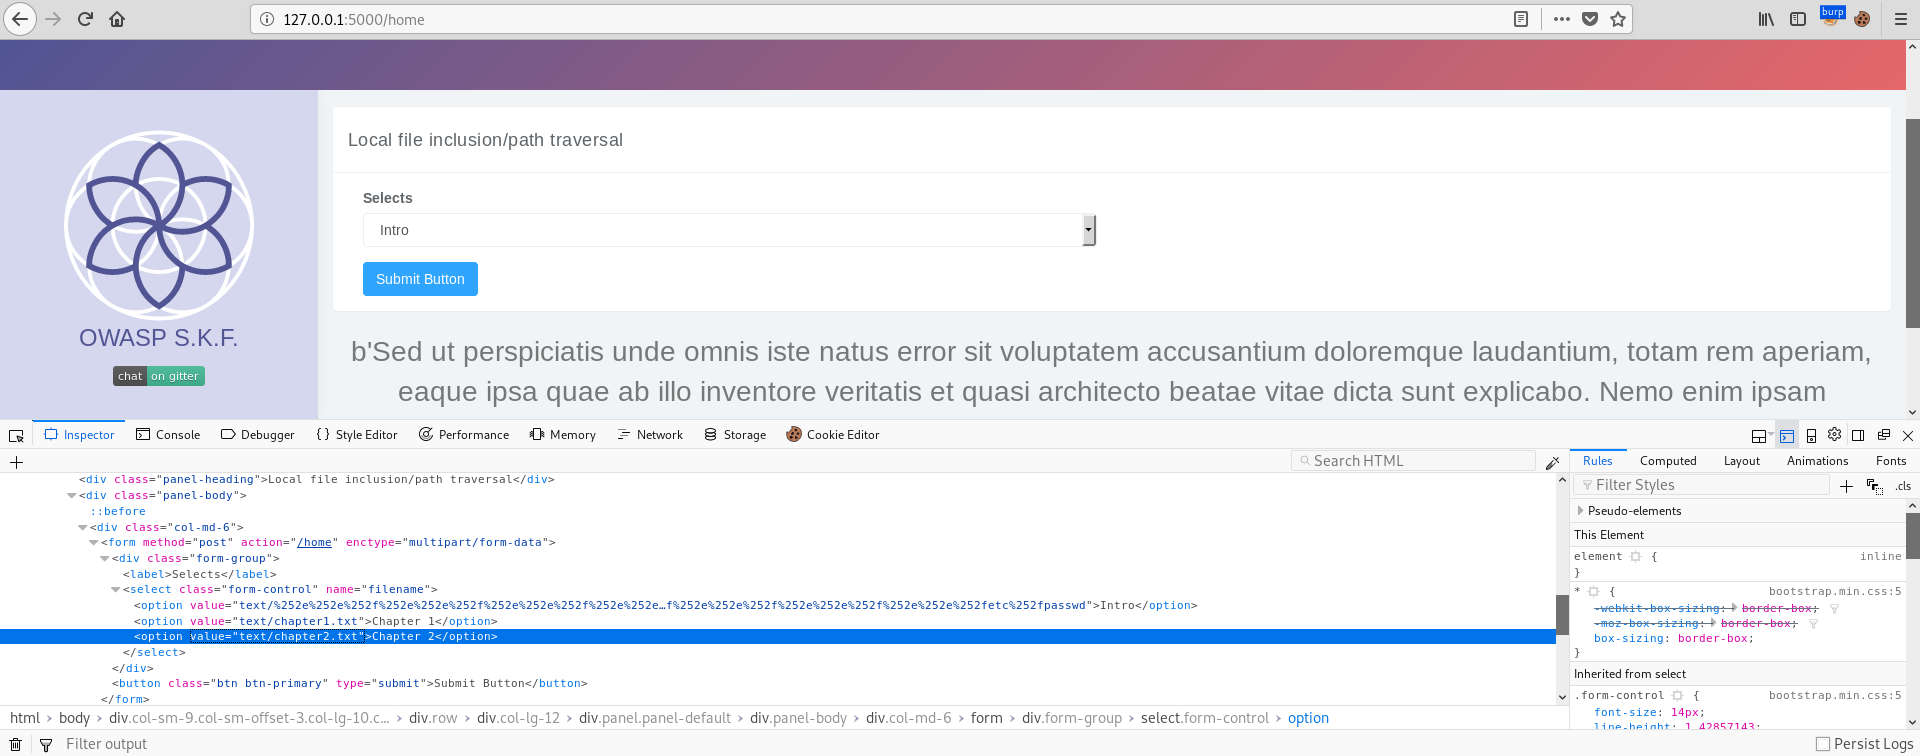 127.0.0.1:5000/home
burp
Local file inclusion/path traversal
Selects
Intro
Submit Button
OWASP S.K.F.
chat on gitter
b'Sed ut perspiciatis unde omnis iste natus error sit voluptatem accusantium doloremque laudantium, totam rem aperiam,
eaque ipsa quae ab illo inventore veritatis et quasi architecto beatae vitae dicta sunt explicabo. Nemo enim ipsam
Inspector Console Debugger Style Editor Performance Memory Network Storage Cookie Editor
Search HTML
<div class="panel-heading">Local file inclusion/path traversal</div>
<div class="panel-body">
::before
<div class="col-md-6">
<form method="post" action="/home" enctype="multipart/form-data">
<div class="form-group">
<label>Selects</label>
<select class="form-control" name="filename">
<option value="text/%252e%252e%252f%252e%252e%252f%252e%252e%252f%252e%252e…f%252e%252e%252f%252e%252e%252f%252e%252e%252fetc%252fpasswd">Intro</option>
<option value="text/chapter1.txt">Chapter 1</option>
<option value="text/chapter2.txt">Chapter 2</option>
</select>
</div>
<button class="btn btn-primary" type="submit">Submit Button</button>
</form>
Rules Computed Layout Animations Fonts
Filter Styles .cls
Pseudo-elements
This Element
element { inline
}
* { bootstrap.min.css:5
-webkit-box-sizing: border-box;
-moz-box-sizing: border-box;
box-sizing: border-box;
}
Inherited from select
.form-control { bootstrap.min.css:5
font-size: 14px;
line-height: 1.42857143;
html > body > div.col-sm-9.col-sm-offset-3.col-lg-10.c… > div.row > div.col-lg-12 > div.panel.panel-default > div.panel-body > div.col-md-6 > form > div.form-group > select.form-control > option
Filter output
Persist Logs